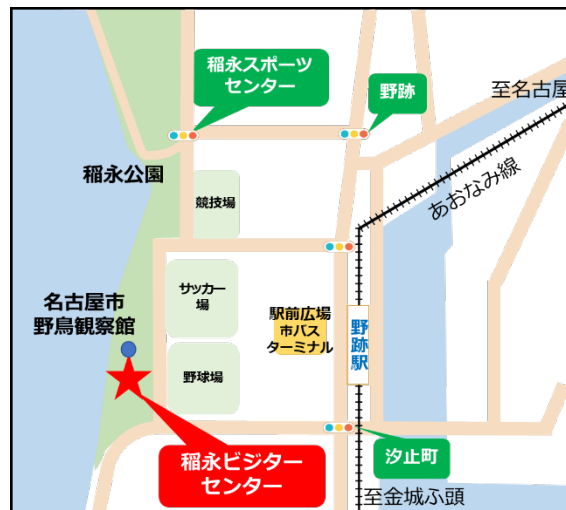 稲永スポーツ
センター
野跡
至名古屋
あおなみ線
稲永公園
競技場
名古屋市
野鳥観察館
サッカー
場
駅前広場
市バス
ターミナル
野跡駅
野球場
稲永ビジター
センター
汐止町
至金城ふ頭